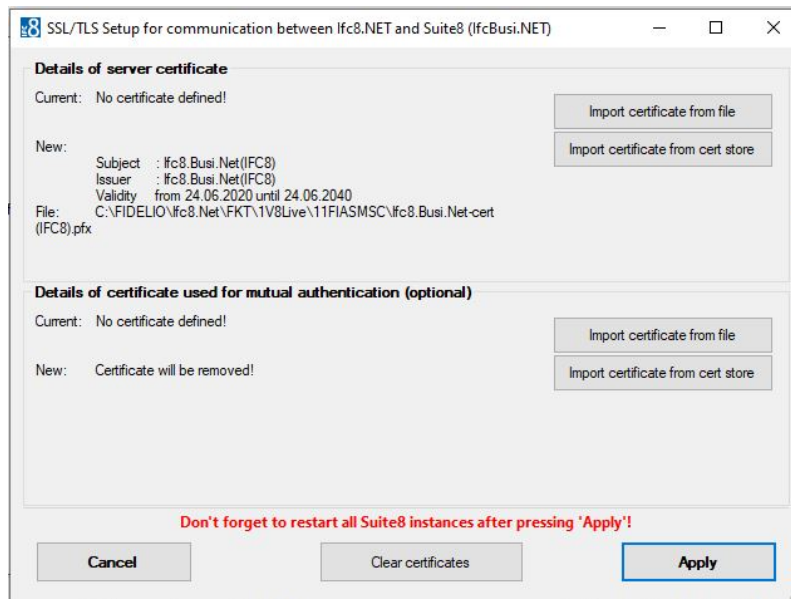 SSL/TLS Setup for communication between Ifc8.NET and Suite8 (IfcBusi.NET)
Details of server certificate
Current: No certificate defined!
Import certificate from file
Import certificate from cert store
New:
Subject : Ifc8.Busi.Net(IFC8)
Issuer : Ifc8.Busi.Net(IFC8)
Validity from 24.06.2020 until 24.06.2040
File: C:\FIDELIO\Ifc8.Net\FKT\1V8Live\11FIASMSC\Ifc8.Busi.Net-cert
(IFC8).pfx
Details of certificate used for mutual authentication (optional)
Current: No certificate defined!
Import certificate from file
New: Certificate will be removed!
Import certificate from cert store
Don't forget to restart all Suite8 instances after pressing 'Apply'!
Cancel
Clear certificates
Apply